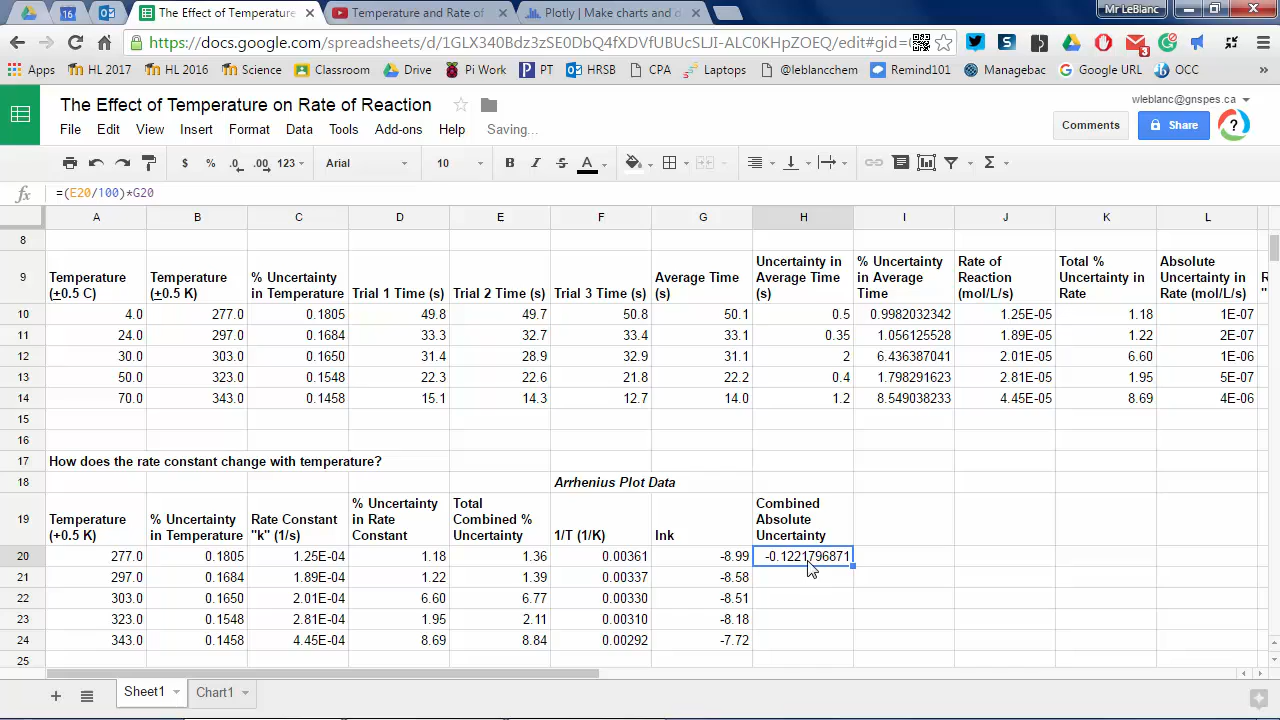 Mr LeBlanc
The Effect of Temperature
Temperature and Rate of
Plotly | Make charts and d
https://docs.google.com/spreadsheets/d/
Apps HL 2017 HL 2016 Science Classroom Drive Pi Work PT HRSB CPA Laptops @leblancchem Remind101 Managebac Google URL OCC »
The Effect of Temperature on Rate of Reaction
wleblanc@gnspes.ca
File Edit View Insert Format Data Tools Add-ons Help Saving...
Comments Share
$ % .0 .00 123 Arial 10 B I S A Σ
fx =(E20/100)*G20
A B C D E F G H I J K L
8
9 Temperature (±0.5 C) Temperature (±0.5 K) % Uncertainty in Temperature Trial 1 Time (s) Trial 2 Time (s) Trial 3 Time (s) Average Time (s) Uncertainty in Average Time (s) % Uncertainty in Average Time Rate of Reaction (mol/L/s) Total % Uncertainty in Rate Absolute Uncertainty in Rate (mol/L/s)
10 4.0 277.0 0.1805 49.8 49.7 50.8 50.1 0.5 0.9982032342 1.25E-05 1.18 1E-07
11 24.0 297.0 0.1684 33.3 32.7 33.4 33.1 0.35 1.056125528 1.89E-05 1.22 2E-07
12 30.0 303.0 0.1650 31.4 28.9 32.9 31.1 2 6.436387041 2.01E-05 6.60 1E-06
13 50.0 323.0 0.1548 22.3 22.6 21.8 22.2 0.4 1.798291623 2.81E-05 1.95 5E-07
14 70.0 343.0 0.1458 15.1 14.3 12.7 14.0 1.2 8.549038233 4.45E-05 8.69 4E-06
15
16
17 How does the rate constant change with temperature?
18 Arrhenius Plot Data
19 Temperature (+0.5 K) % Uncertainty in Temperature Rate Constant "k" (1/s) % Uncertainty in Rate Constant Total Combined % Uncertainty 1/T (1/K) lnk Combined Absolute Uncertainty
20 277.0 0.1805 1.25E-04 1.18 1.36 0.00361 -8.99 -0.1221796871
21 297.0 0.1684 1.89E-04 1.22 1.39 0.00337 -8.58
22 303.0 0.1650 2.01E-04 6.60 6.77 0.00330 -8.51
23 323.0 0.1548 2.81E-04 1.95 2.11 0.00310 -8.18
24 343.0 0.1458 4.45E-04 8.69 8.84 0.00292 -7.72
25
Sheet1 Chart1